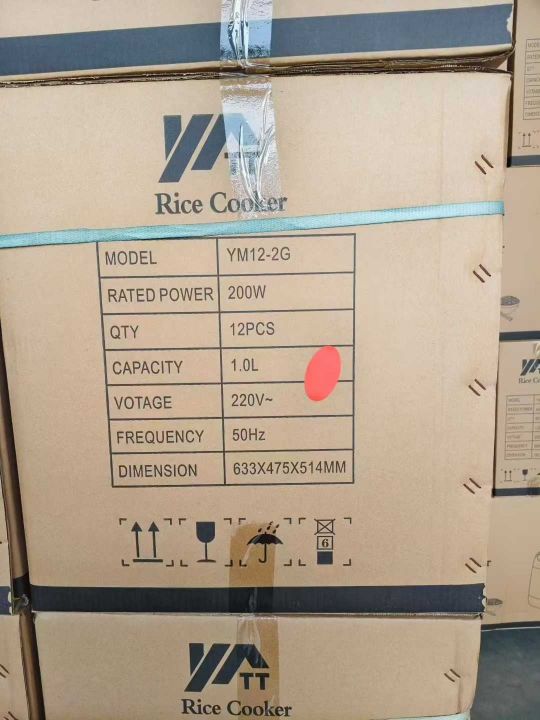 Rice Cooker
MODEL YM12-2G
RATED POWER 200W
QTY 12PCS
CAPACITY 1.0L
VOTAGE 220V~
FREQUENCY 50Hz
DIMENSION 633X475X514MM
6
TT
Rice Cooker